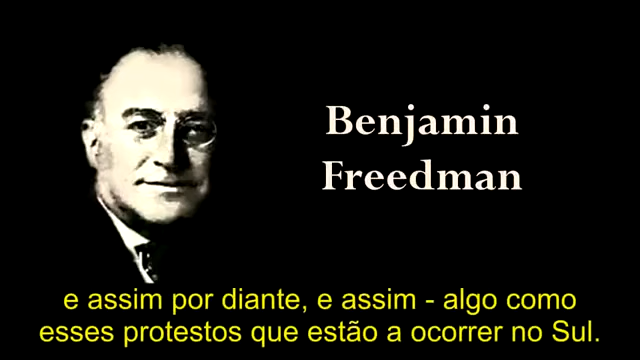 Benjamin
Freedman
e assim por diante, e assim - algo como
esses protestos que estão a ocorrer no Sul.